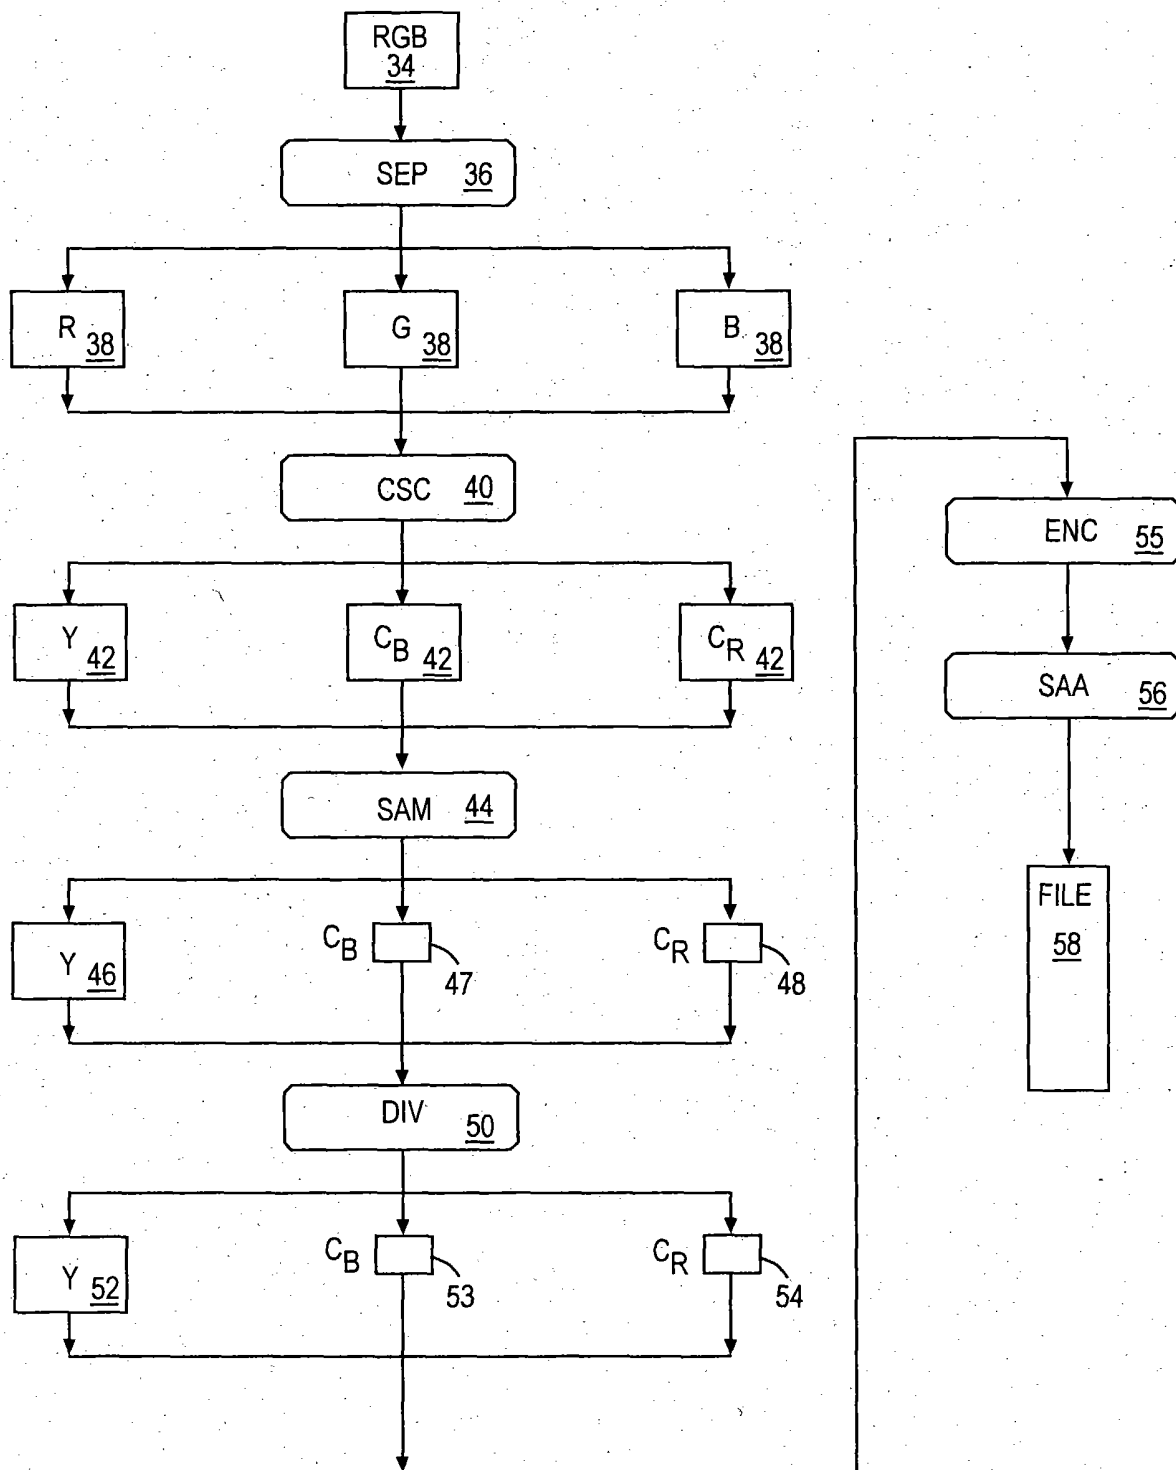 RGB
34
SEP 36
R 38
G 38
B 38
CSC 40
Y 42
CB 42
CR 42
SAM 44
Y 46
CB 47
CR 48
DIV 50
Y 52
CB 53
CR 54
ENC 55
SAA 56
FILE
58